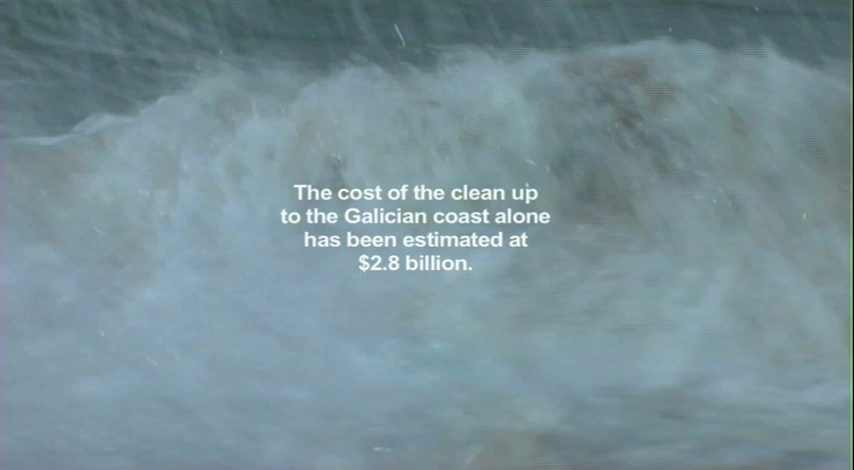 The cost of the clean up
to the Galician coast alone
has been estimated at
$2.8 billion.